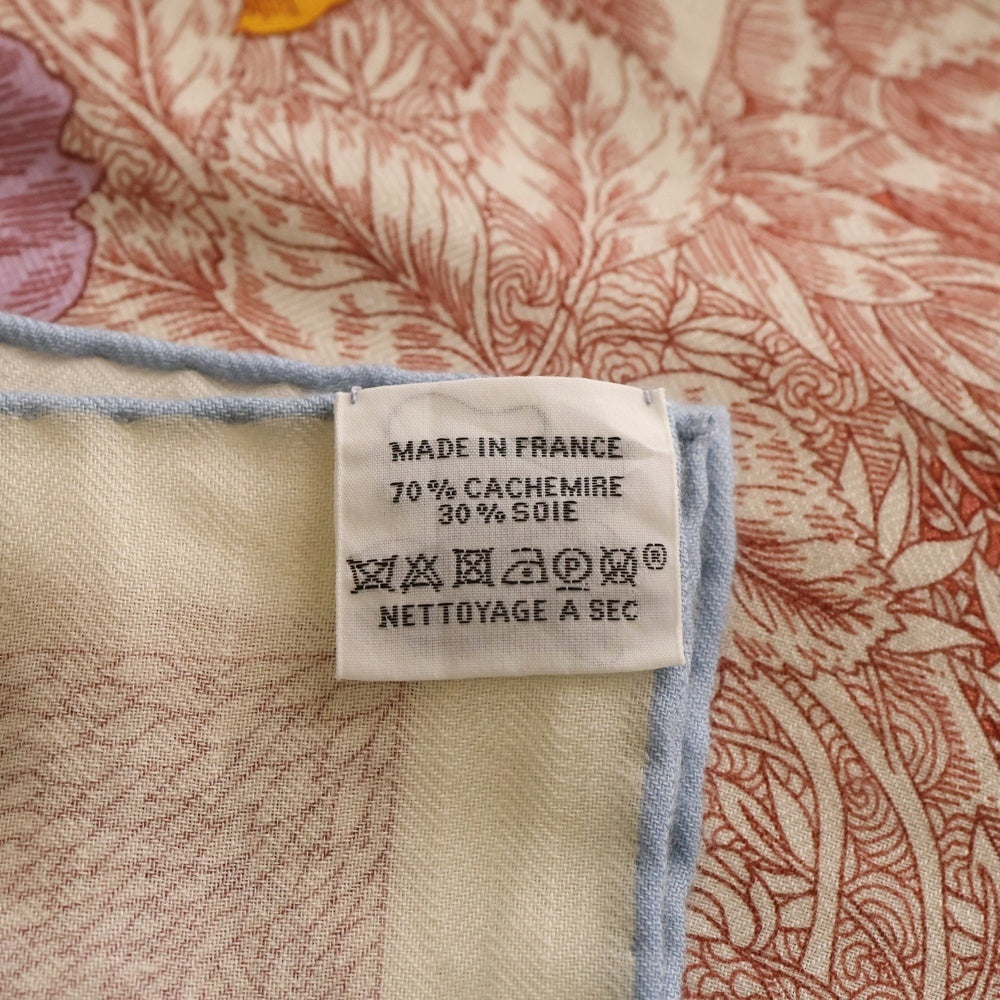 MADE IN FRANCE
70 % CACHEMIRE
30 % SOIE
P ®
NETTOYAGE A SEC